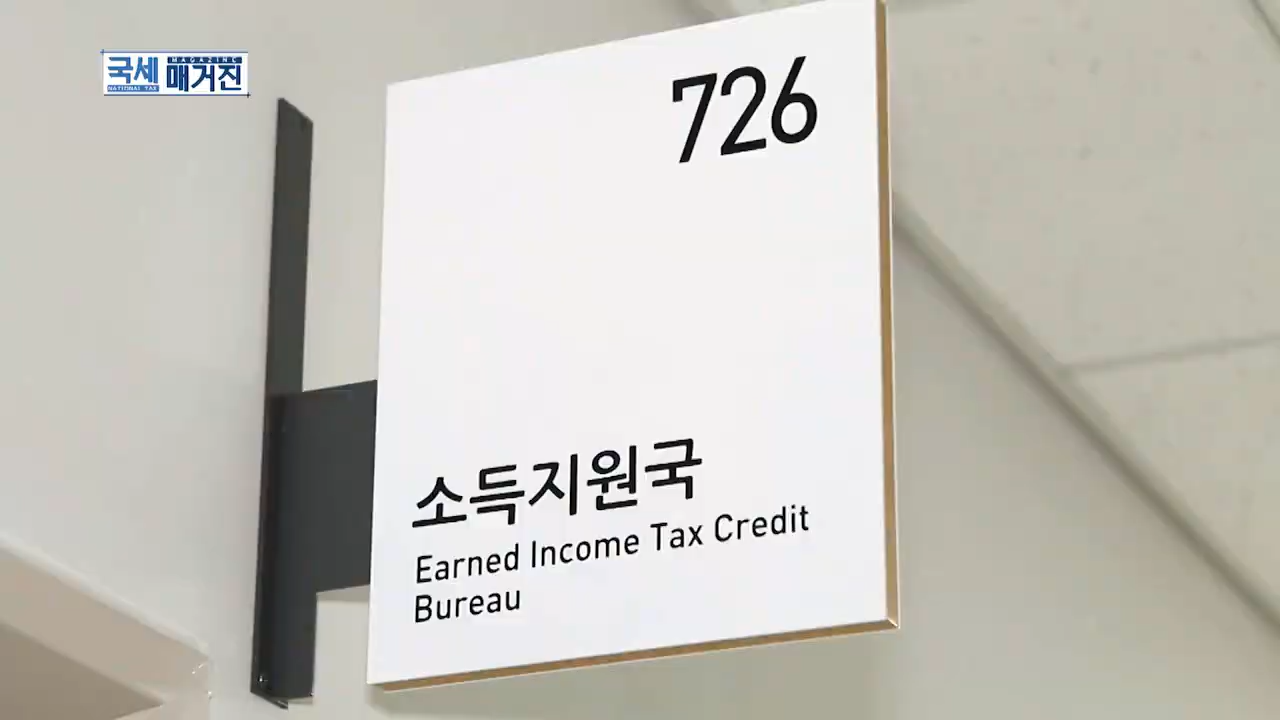 국세 매거진
NATIONAL TAX MAGAZINE
726
소득지원국
Earned Income Tax Credit
Bureau